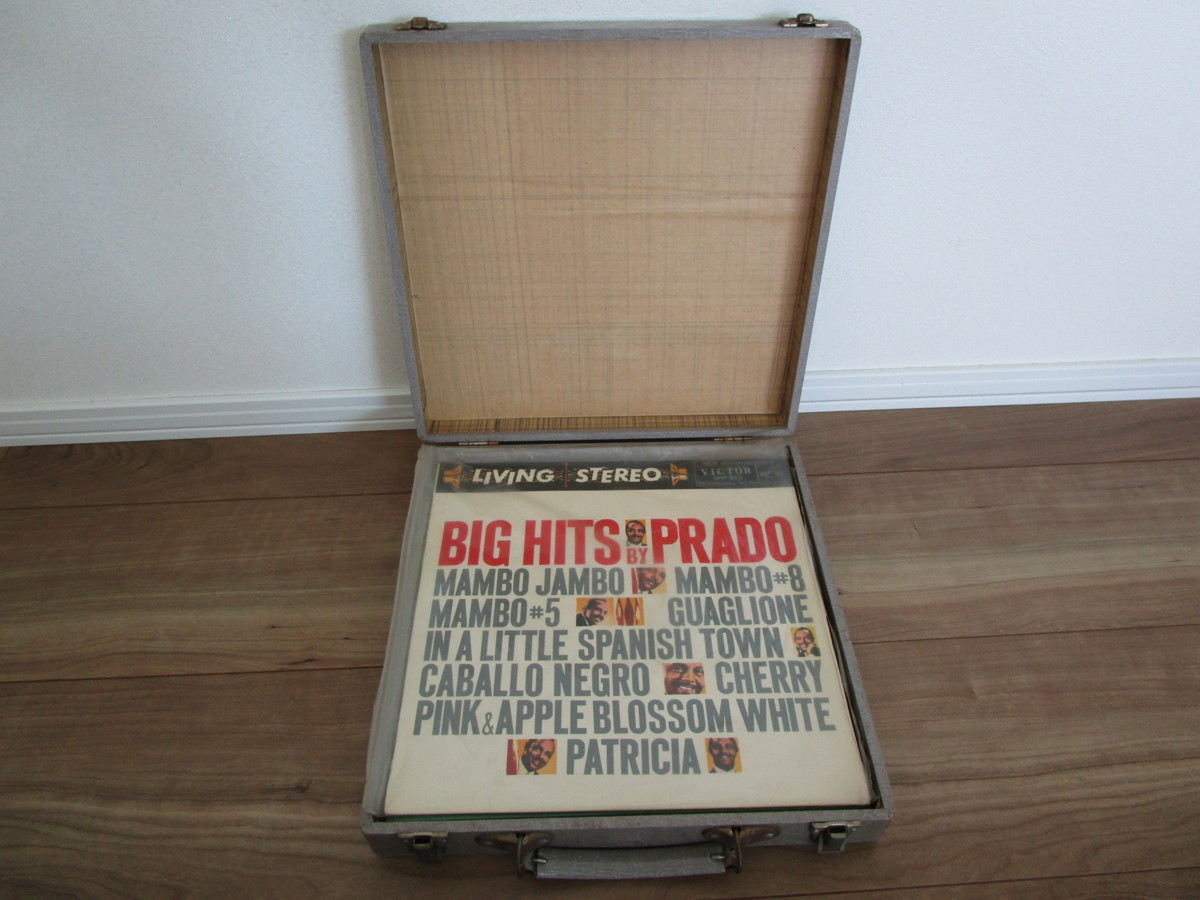 LIVING STEREO
VICTOR
BIG HITS BY PRADO
MAMBO JAMBO MAMBO#8
MAMBO#5 GUAGLIONE
IN A LITTLE SPANISH TOWN
CABALLO NEGRO CHERRY
PINK & APPLE BLOSSOM WHITE
PATRICIA